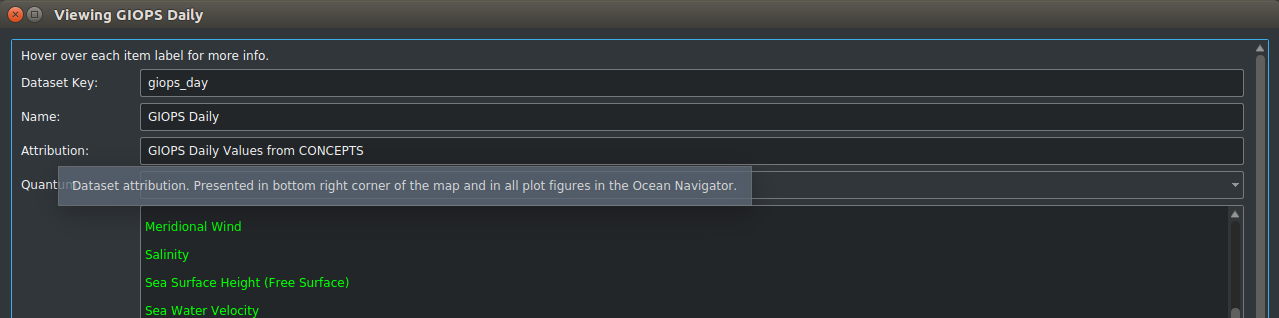 Viewing GIOPS Daily
Hover over each item label for more info.
Dataset Key: giops_day
Name: GIOPS Daily
Attribution: GIOPS Daily Values from CONCEPTS
Dataset attribution. Presented in bottom right corner of the map and in all plot figures in the Ocean Navigator.
Meridional Wind
Salinity
Sea Surface Height (Free Surface)
Sea Water Velocity